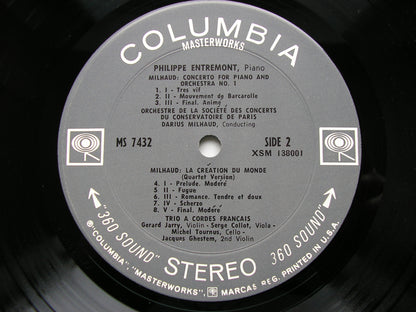 COLUMBIA
MASTERWORKS
PHILIPPE ENTREMONT, Piano
MILHAUD: CONCERTO FOR PIANO AND
ORCHESTRA NO. 1
1. I - Tres vif
2. II - Mouvement de Barcarolle
3. III - Final. Animé
ORCHESTRE DE LA SOCIÉTÉ DES CONCERTS
DU CONSERVATOIRE DE PARIS
DARIUS MILHAUD, Conducting
MS 7432
SIDE 2
XSM 138001
MILHAUD: LA CRÉATION DU MONDE
(Quartet Version)
4. I - Prelude. Modéré
5. II - Fugue
6. III - Romance. Tendre et doux
7. IV - Scherzo
8. V - Final. Modéré
TRIO A CORDES FRANCAIS
Gerard Jarry, Violin - Serge Collot, Viola -
Michel Tournus, Cello -
Jacques Ghestem, 2nd Violin
"360 SOUND" STEREO "360 SOUND"
® "COLUMBIA", "MASTERWORKS", MARCAS REG. PRINTED IN U.S.A.